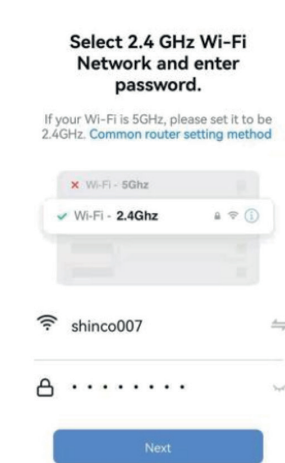 Select 2.4 GHz Wi-Fi
Network and enter
password.
If your Wi-Fi is 5GHz, please set it to be
2.4GHz. Common router setting method
Wi-Fi - 5Ghz
Wi-Fi - 2.4Ghz
shinco007
Next